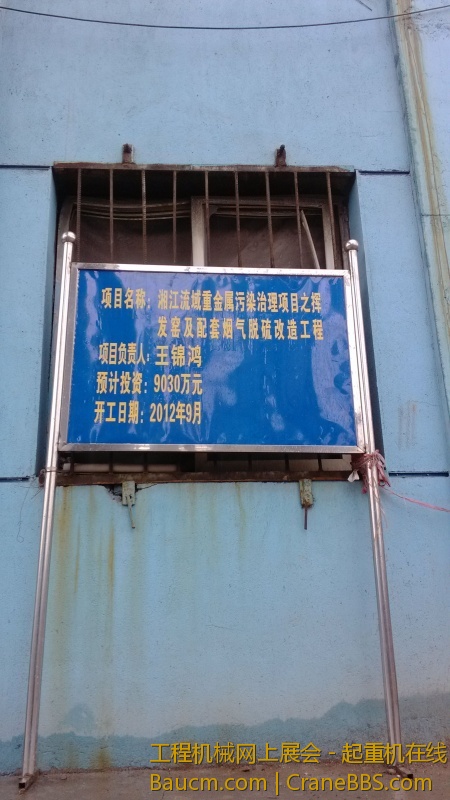 项目名称：湘江流域重金属污染治理项目之挥
发窑及配套烟气脱硫改造工程
项目负责人：王锦鸿
预计投资：9030万元
开工日期：2012年9月
工程机械网上展会 - 起重机在线
Baucm.com | CraneBBS.com